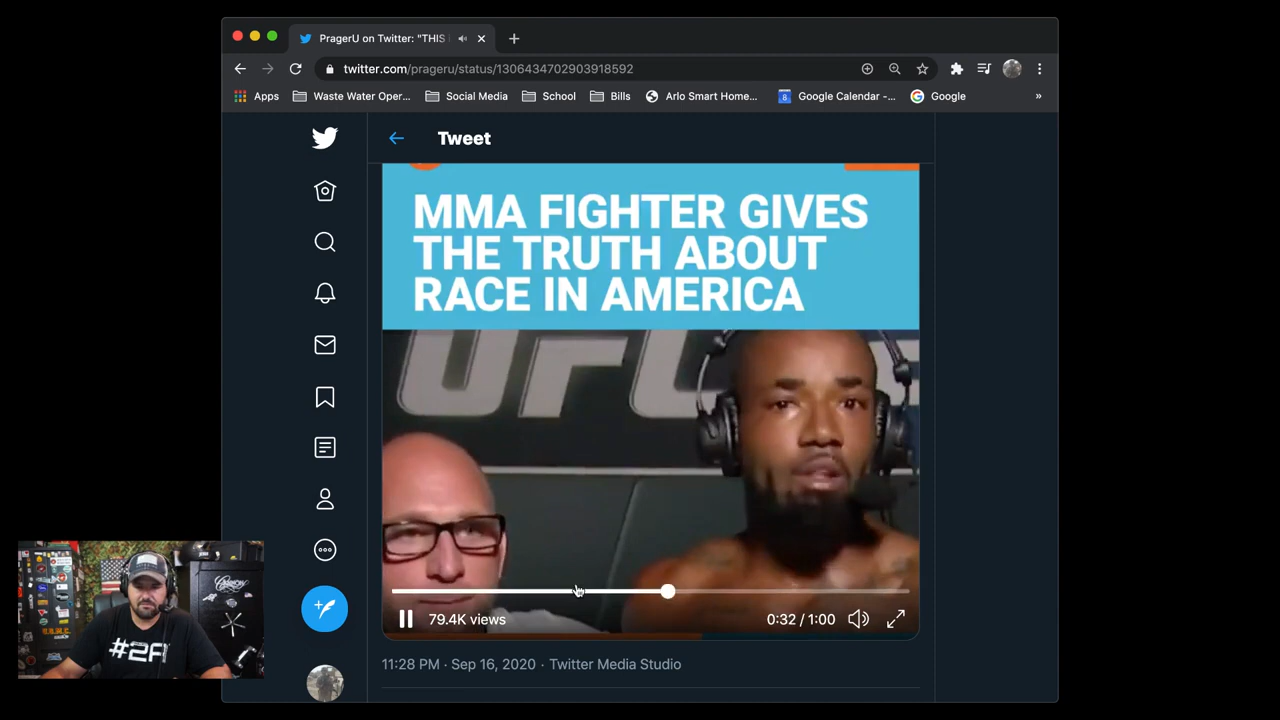 PragerU on Twitter: "THIS
twitter.com/prageru/status/1306434702903918592
Apps
Waste Water Oper...
Social Media
School
Bills
Arlo Smart Home...
8
Google Calendar -...
Google
»
Tweet
MMA FIGHTER GIVES
THE TRUTH ABOUT
RACE IN AMERICA
UFC
79.4K views
0:32 / 1:00
#2A
11:28 PM · Sep 16, 2020 · Twitter Media Studio